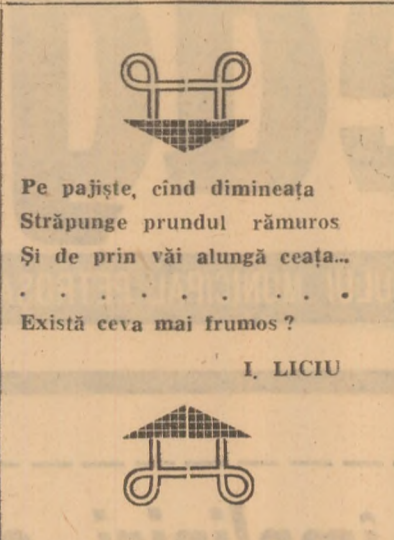 Pe pajiște, cînd dimineața
Străpunge prundul rămuros
Și de prin văi alungă ceața...
. . . . . . . . .
Există ceva mai frumos ?
I. LICIU